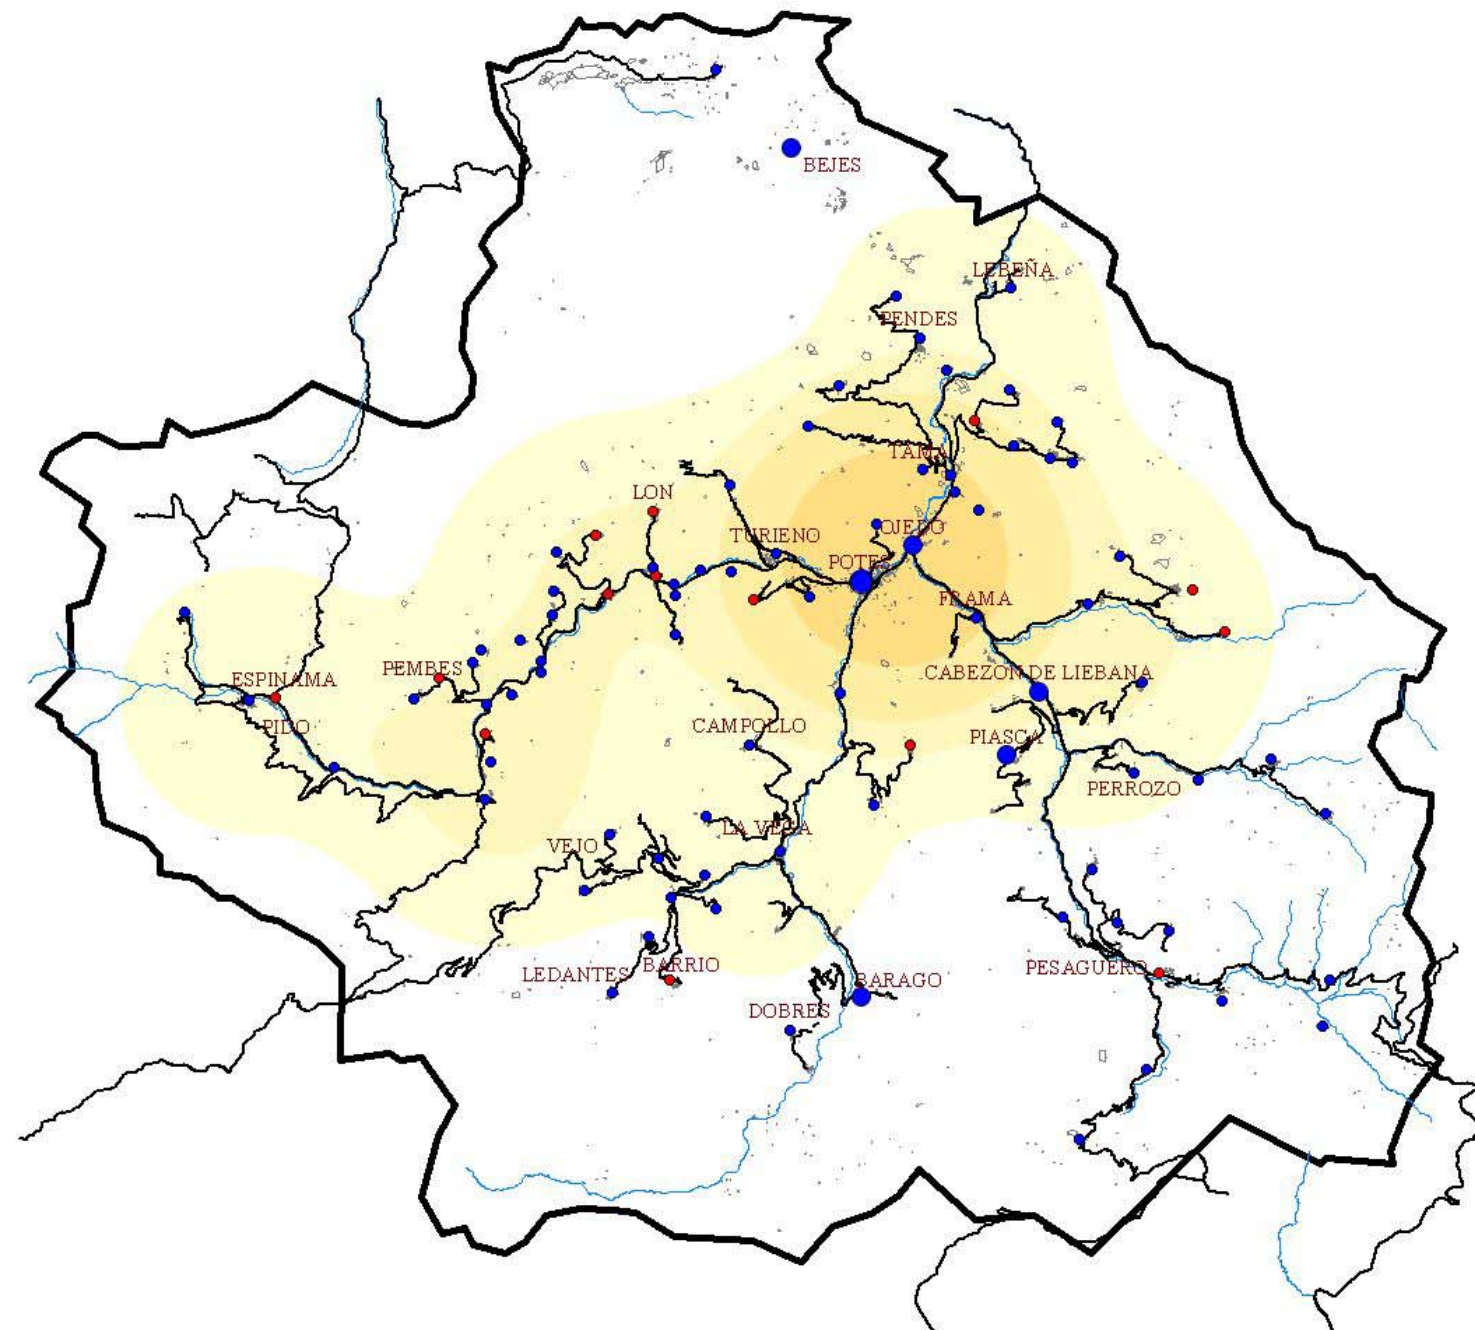 BEJES
LEBEÑA
PENDES
TAMA
LON
OJEDO
TURIENO
POTES
FRAMA
PEMBES
CABEZON DE LIEBANA
ESPINAMA
PIDO
CAMPOLLO
PIASCA
PERROZO
LA VEGA
VEJO
BARRIO
PESAGUERO
LEDANTES
BARAGO
DOBRES